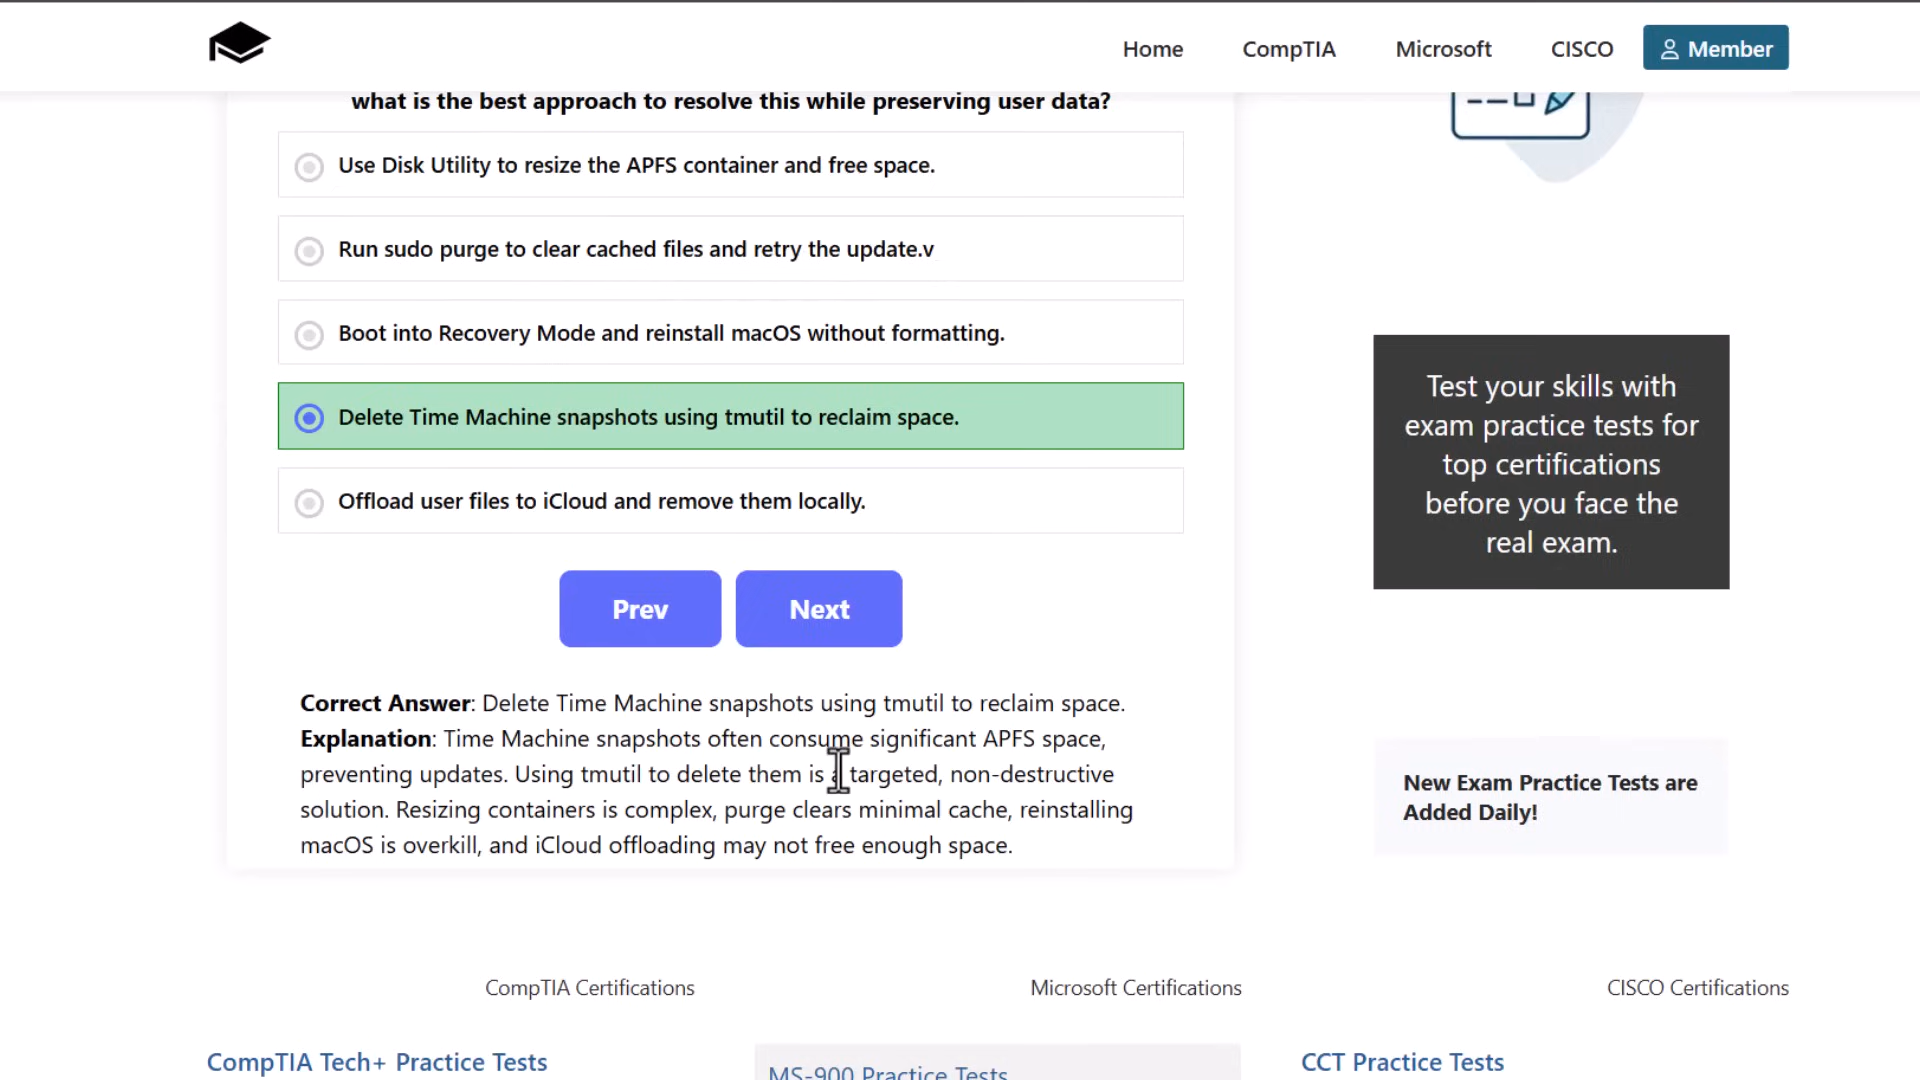 Home CompTIA Microsoft CISCO Member
what is the best approach to resolve this while preserving user data?
Use Disk Utility to resize the APFS container and free space.
Run sudo purge to clear cached files and retry the update.v
Boot into Recovery Mode and reinstall macOS without formatting.
Delete Time Machine snapshots using tmutil to reclaim space.
Offload user files to iCloud and remove them locally.
Prev Next
Correct Answer: Delete Time Machine snapshots using tmutil to reclaim space.
Explanation: Time Machine snapshots often consume significant APFS space,
preventing updates. Using tmutil to delete them is a targeted, non-destructive
solution. Resizing containers is complex, purge clears minimal cache, reinstalling
macOS is overkill, and iCloud offloading may not free enough space.
Test your skills with
exam practice tests for
top certifications
before you face the
real exam.
New Exam Practice Tests are
Added Daily!
CompTIA Certifications
Microsoft Certifications
CISCO Certifications
CompTIA Tech+ Practice Tests
MS-900 Practice Tests
CCT Practice Tests